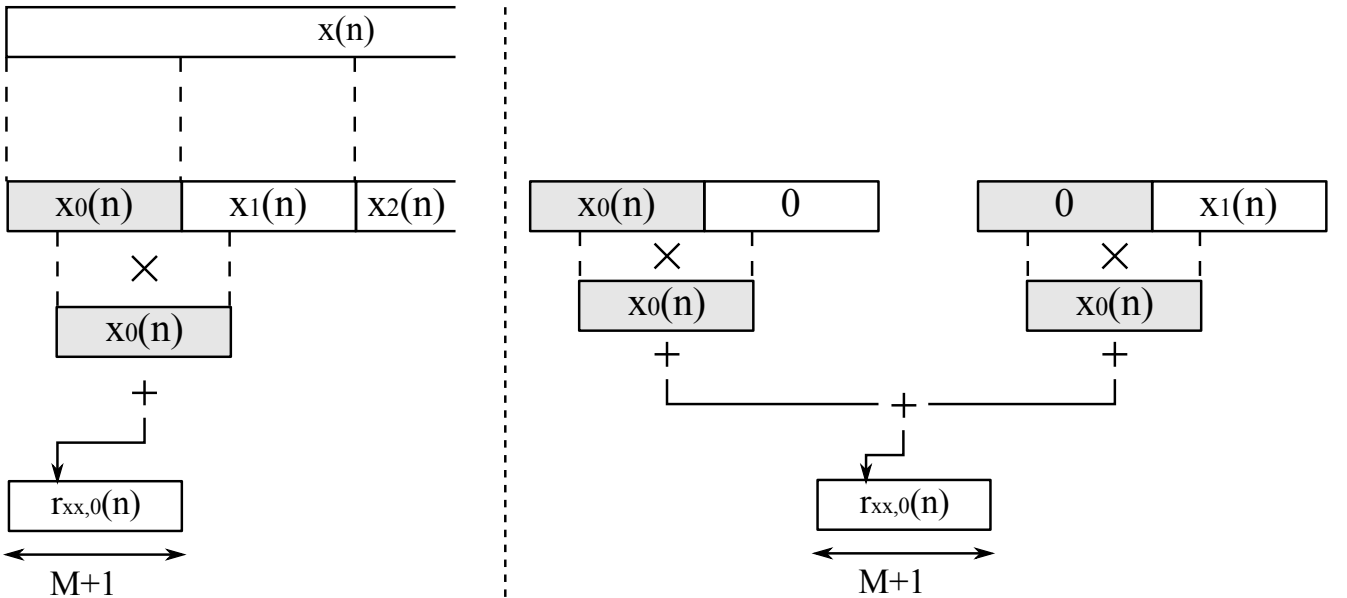 x(n)
x0(n) x1(n) x2(n)
×
x0(n)
+
rxx,0(n)
M+1
x0(n) 0
×
x0(n)
+
0 x1(n)
×
x0(n)
+
+
rxx,0(n)
M+1